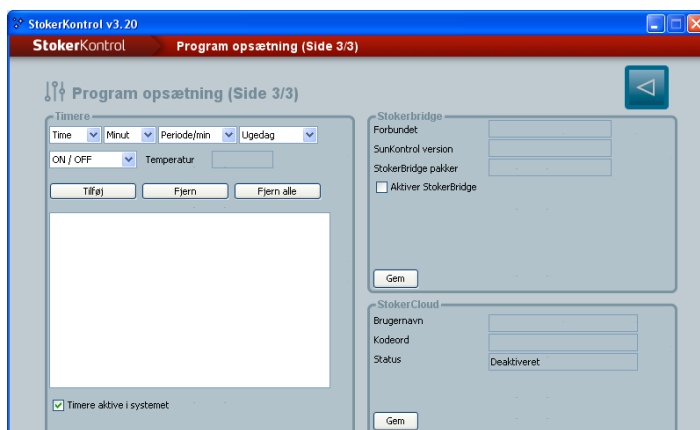 StokerKontrol v3.20
StokerKontrol Program opsætning (Side 3/3)
Program opsætning (Side 3/3)
Timere
Time Minut Periode/min Ugedag
ON / OFF Temperatur
Tilføj Fjern Fjern alle
Timere aktive i systemet
Stokerbridge
Forbundet
SunKontrol version
StokerBridge pakker
Aktiver StokerBridge
Gem
StokerCloud
Brugernavn
Kodeord
Status Deaktiveret
Gem